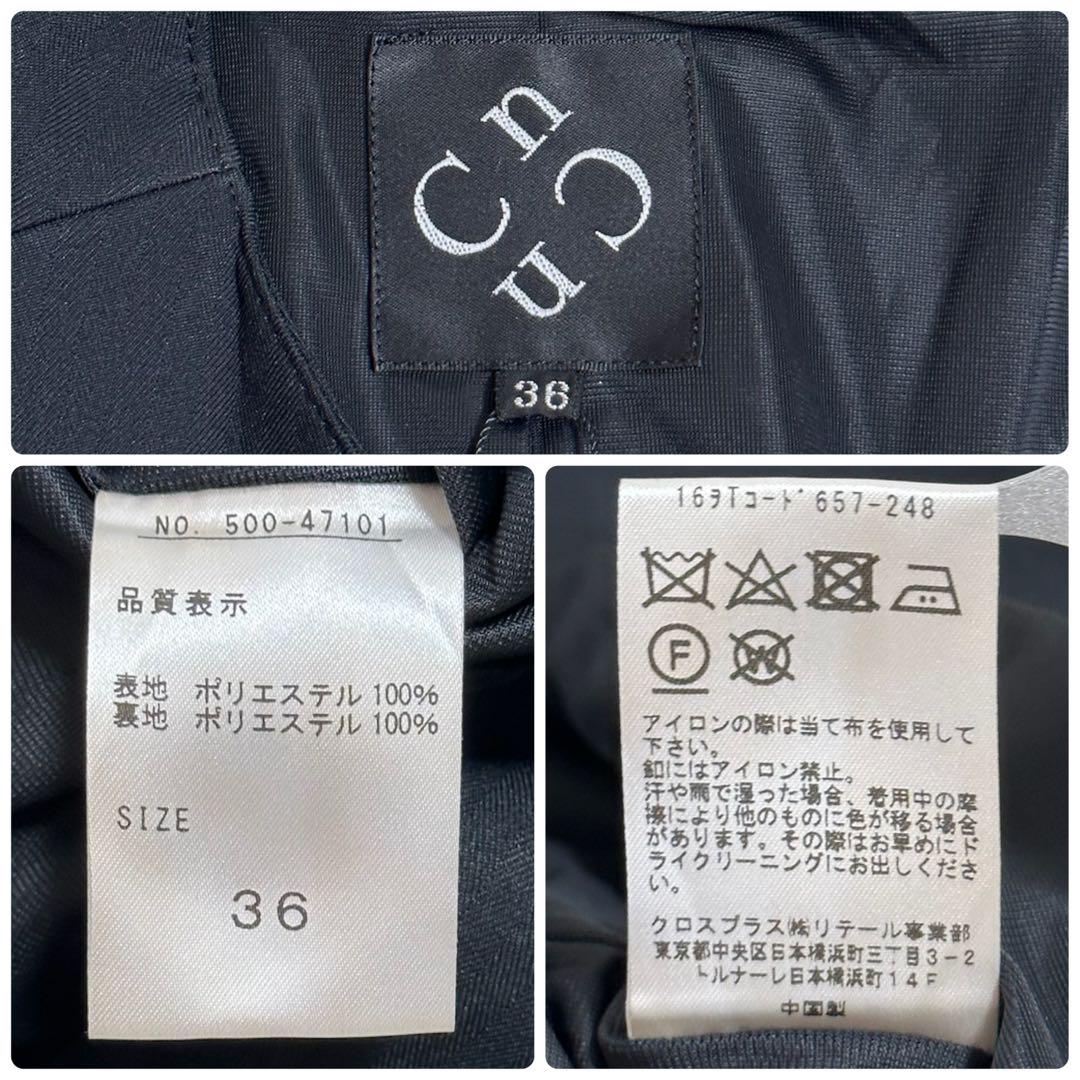 C n C u
36
NO. 500-47101
品質表示
表地 ポリエステル 100%
裏地 ポリエステル 100%
SIZE
36
16ヲTコード 657-248
F
W
アイロンの際は当て布を使用して
下さい。
釦にはアイロン禁止。
汗や雨で湿った場合、着用中の摩
擦により他のものに色が移る場合
があります。その際はお早めにド
ライクリーニングにお出しくださ
い。
クロスプラス㈱リテール事業部
東京都中央区日本橋浜町三丁目3-2
トルナーレ日本橋浜町14F
中国製